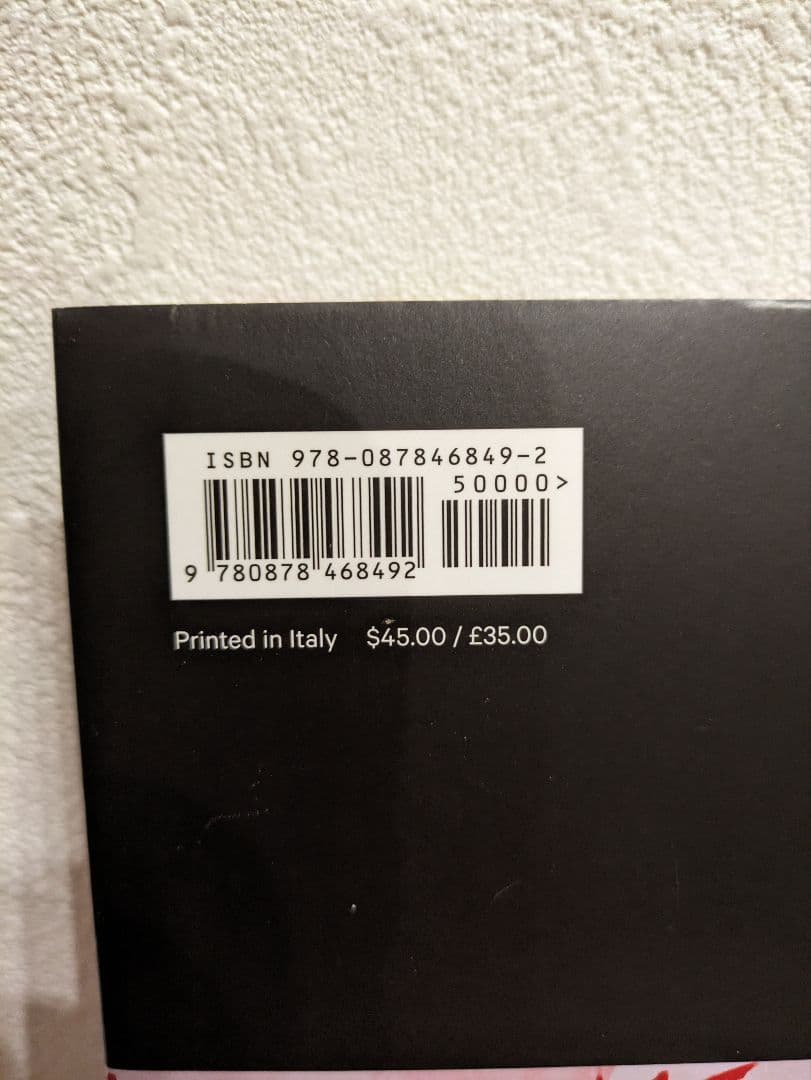 ISBN 978-087846849-2
50000>
9 780878 468492
Printed in Italy $45.00 / £35.00